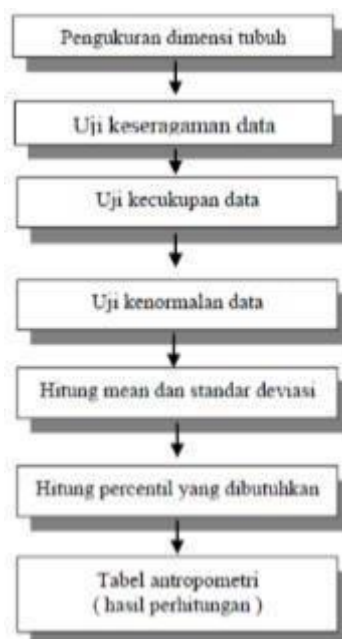 Pengukuran dimensi tubuh
Uji keseragaman data
Uji kecukupan data
Uji kenormalan data
Hitung mean dan standar deviasi
Hitung percentil yang dibutuhkan
Tabel antropometri
( hasil perhitungan )